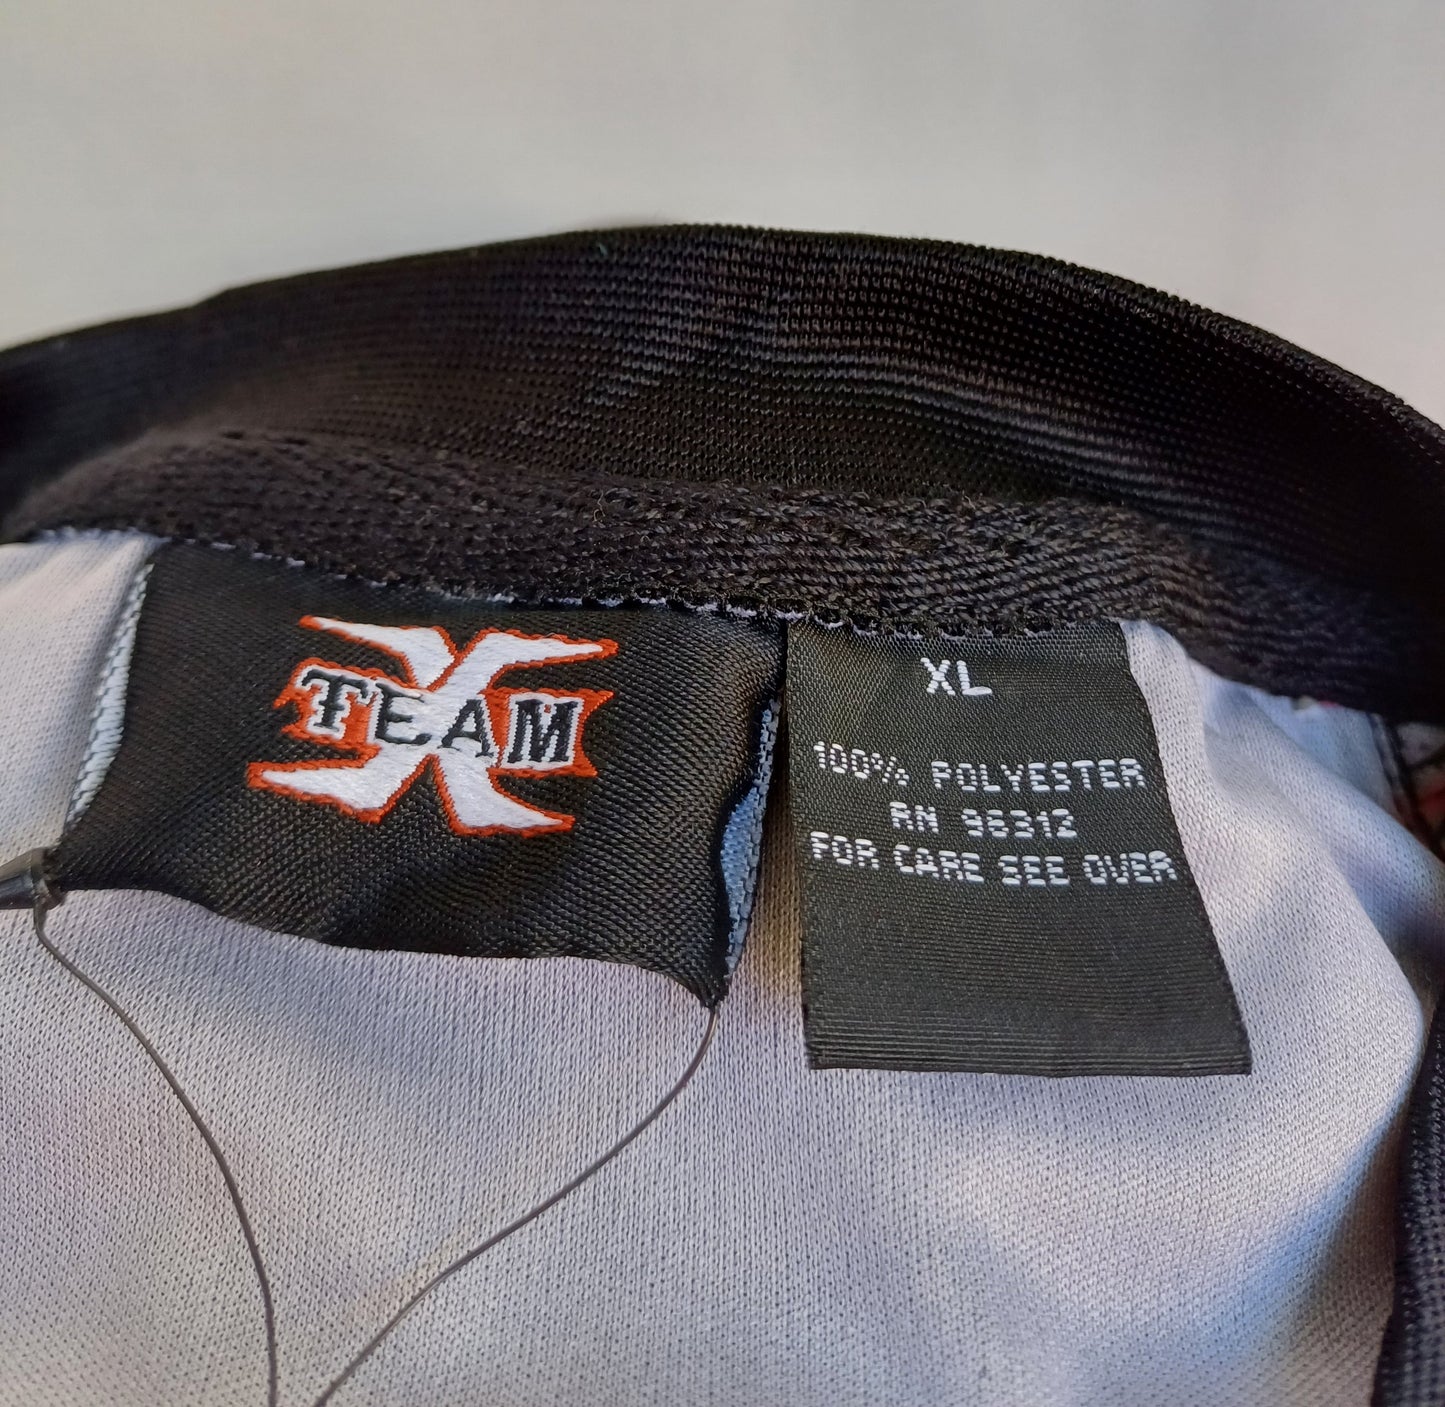 TEAM
X
XL
100% POLYESTER
RN 96312
FOR CARE SEE OVER